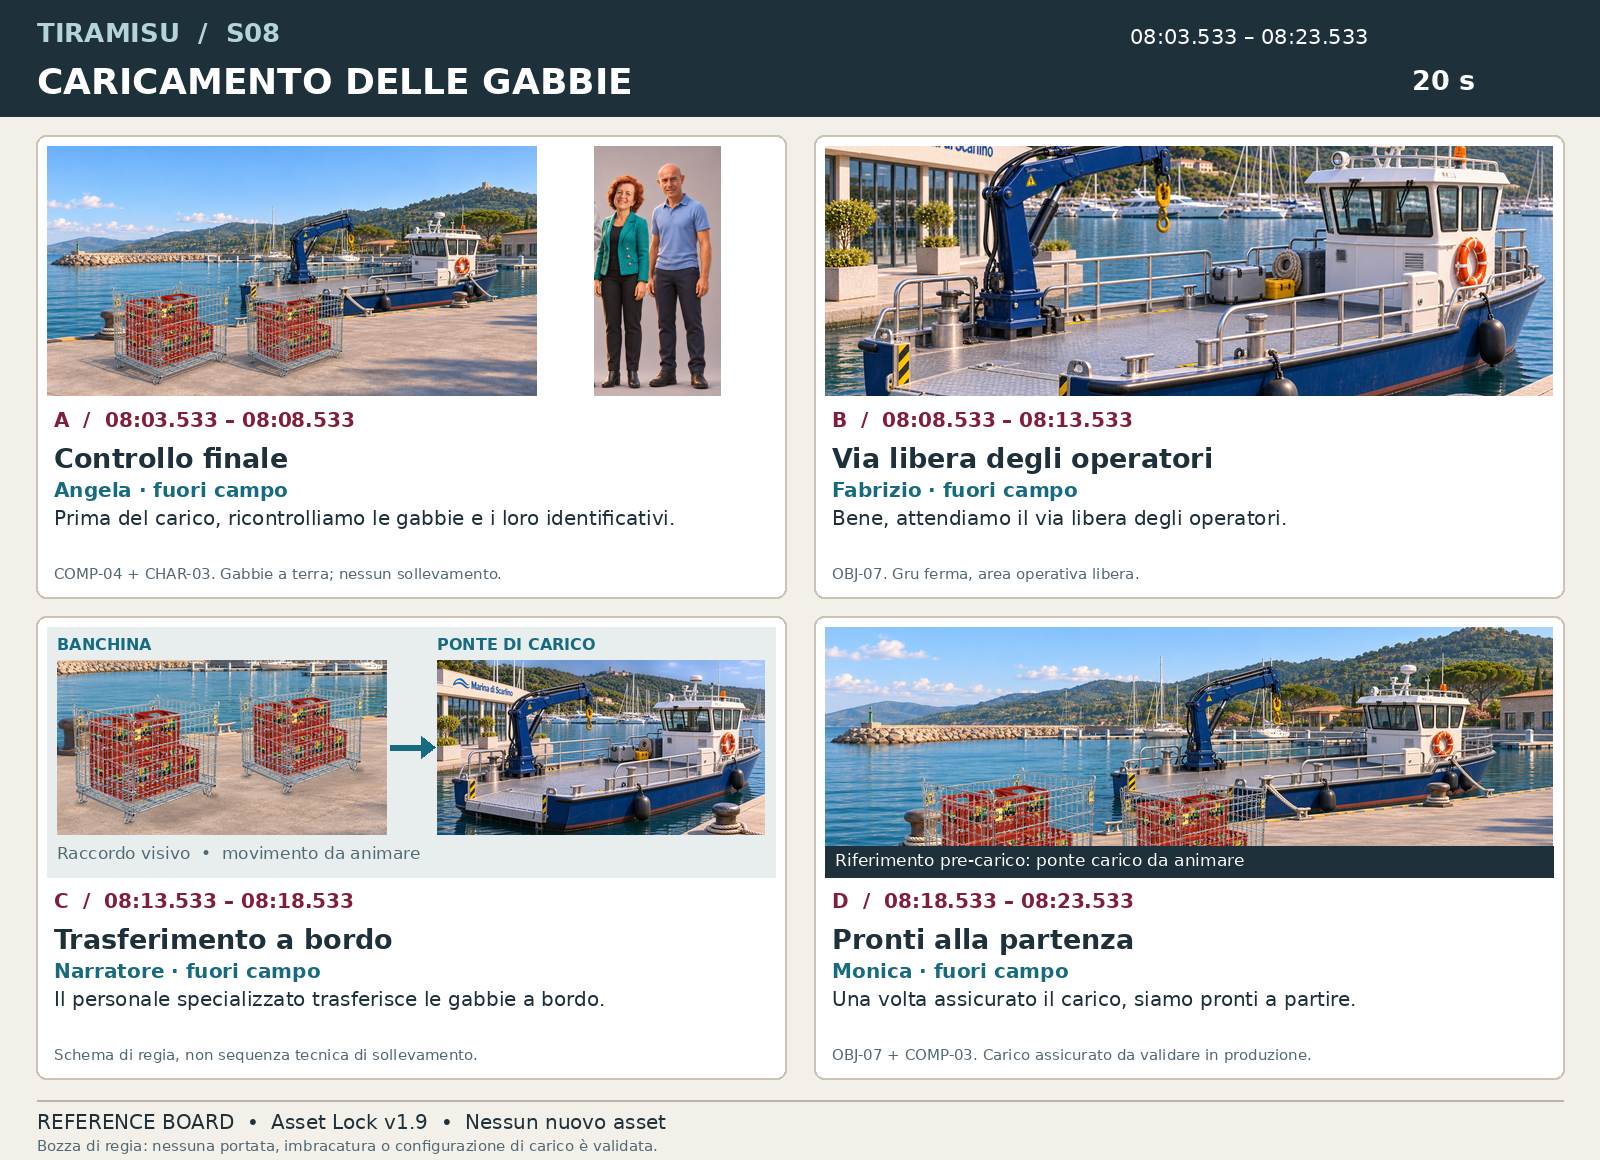 TIRAMISU / S08
08:03.533 – 08:23.533
CARICAMENTO DELLE GABBIE
20 s
A / 08:03.533 – 08:08.533
Controllo finale
Angela · fuori campo
Prima del carico, ricontrolliamo le gabbie e i loro identificativi.
COMP-04 + CHAR-03. Gabbie a terra; nessun sollevamento.
di Scarlino
B / 08:08.533 – 08:13.533
Via libera degli operatori
Fabrizio · fuori campo
Bene, attendiamo il via libera degli operatori.
OBJ-07. Gru ferma, area operativa libera.
BANCHINA
PONTE DI CARICO
Marina di Scarlino
Raccordo visivo • movimento da animare
C / 08:13.533 – 08:18.533
Trasferimento a bordo
Narratore · fuori campo
Il personale specializzato trasferisce le gabbie a bordo.
Schema di regia, non sequenza tecnica di sollevamento.
Riferimento pre-carico: ponte carico da animare
D / 08:18.533 – 08:23.533
Pronti alla partenza
Monica · fuori campo
Una volta assicurato il carico, siamo pronti a partire.
OBJ-07 + COMP-03. Carico assicurato da validare in produzione.
REFERENCE BOARD • Asset Lock v1.9 • Nessun nuovo asset
Bozza di regia: nessuna portata, imbracatura o configurazione di carico è validata.